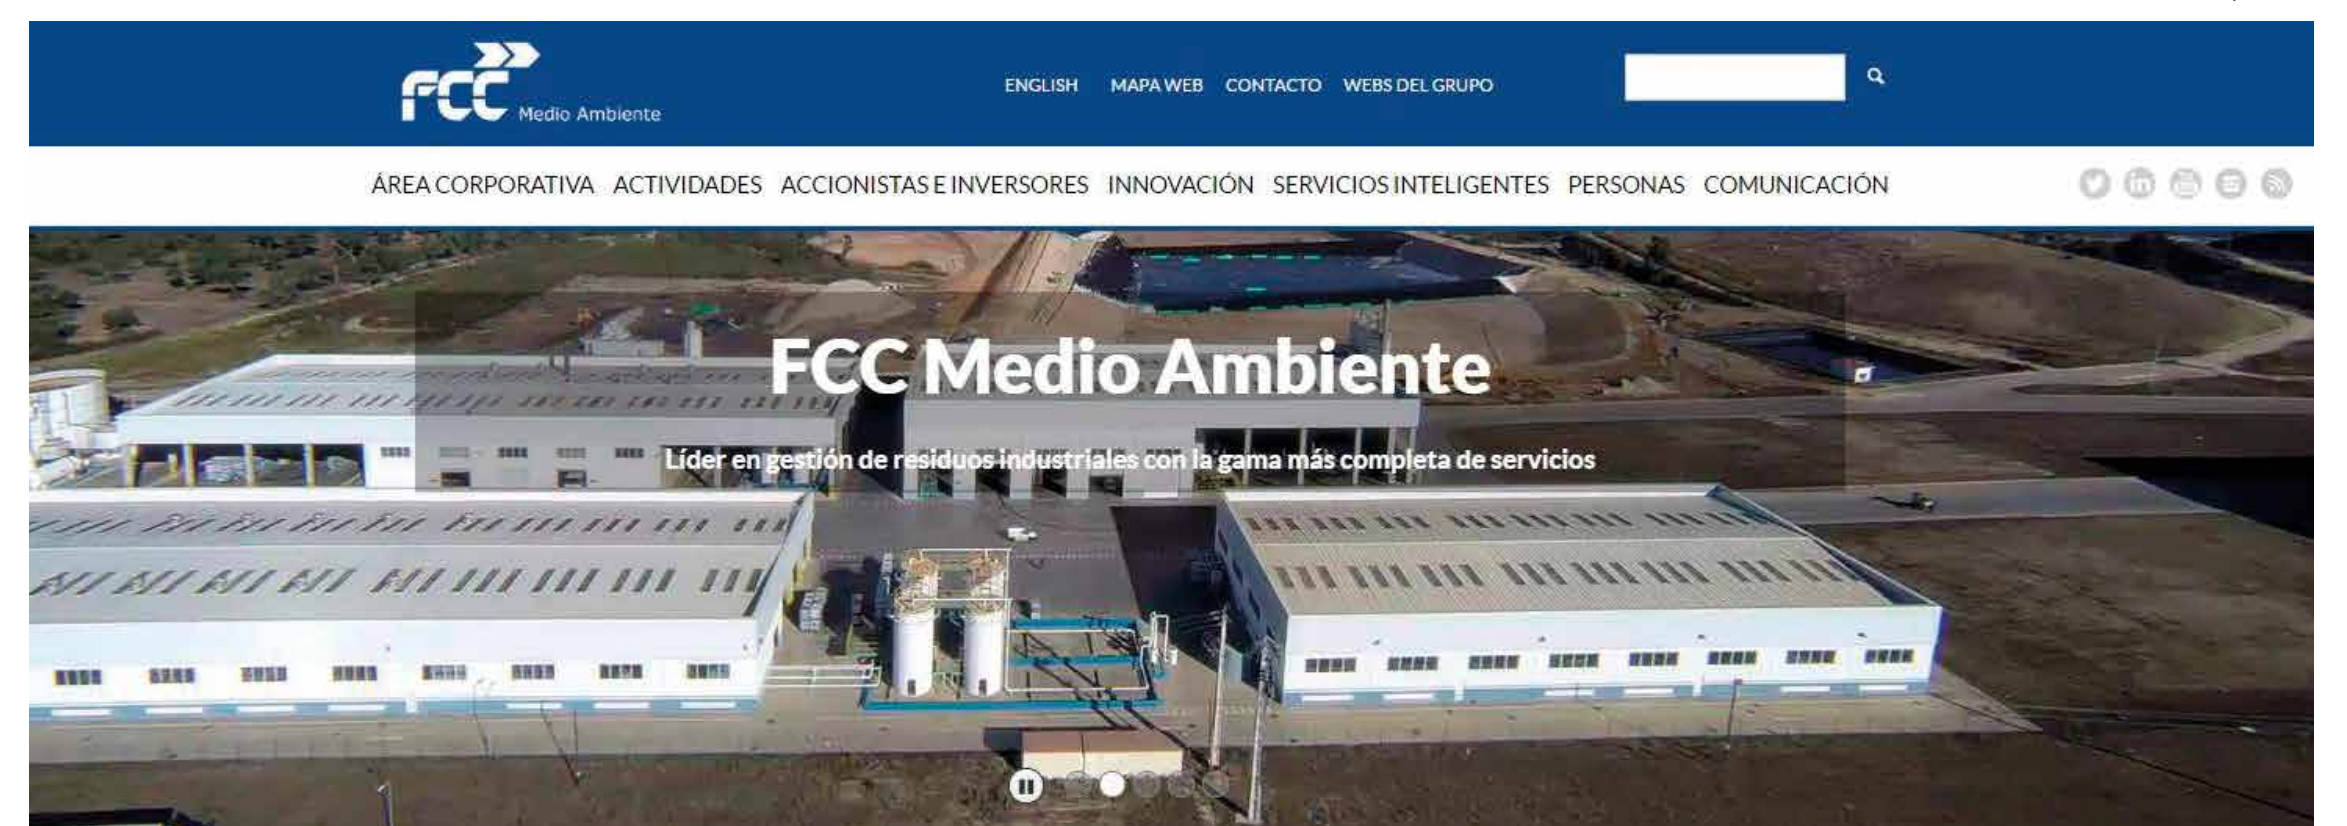 FCC
Medio Ambiente
ENGLISH MAPA WEB CONTACTO WEBS DEL GRUPO
ÁREA CORPORATIVA ACTIVIDADES ACCIONISTAS E INVERSORES INNOVACIÓN SERVICIOS INTELIGENTES PERSONAS COMUNICACIÓN
FCC Medio Ambiente
Líder en gestión de residuos industriales con la gama más completa de servicios